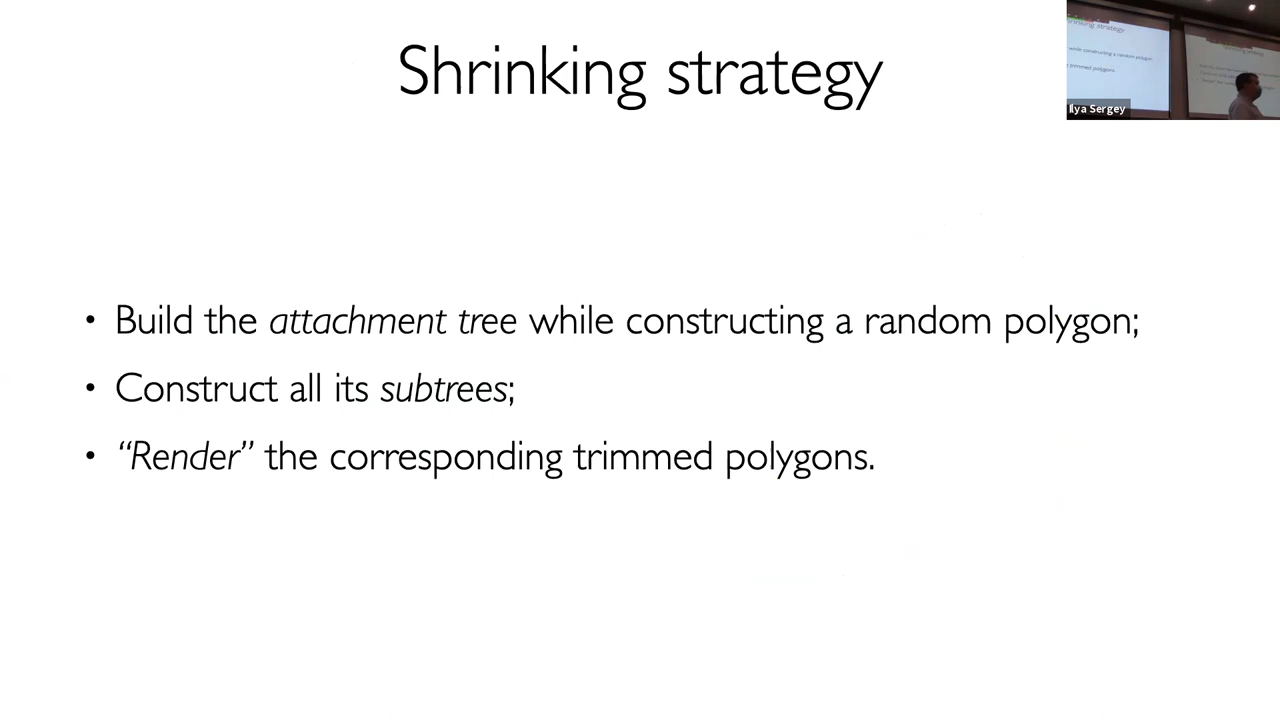 Shrinking strategy
Ilya Sergey
• Build the attachment tree while constructing a random polygon;
• Construct all its subtrees;
• “Render” the corresponding trimmed polygons.